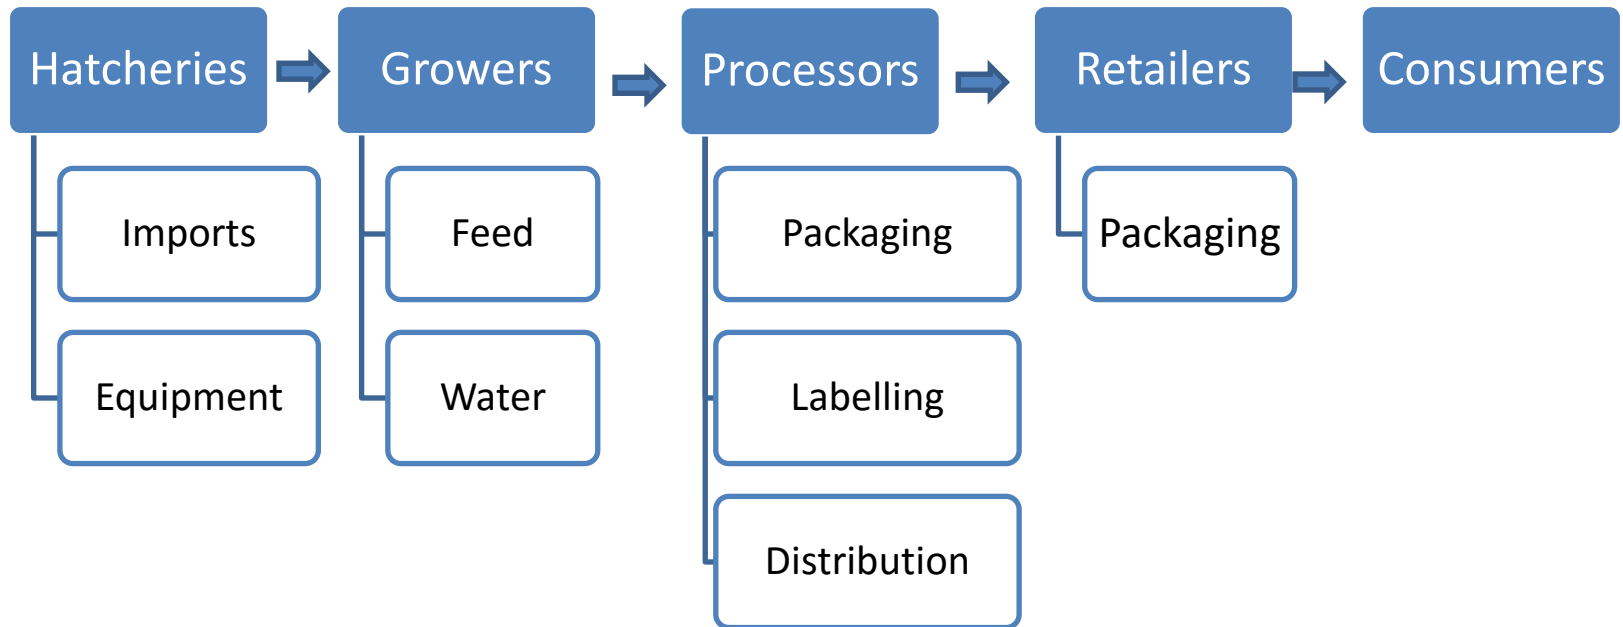 Hatcheries
Growers
Processors
Retailers
Consumers
Imports
Feed
Packaging
Packaging
Equipment
Water
Labelling
Distribution